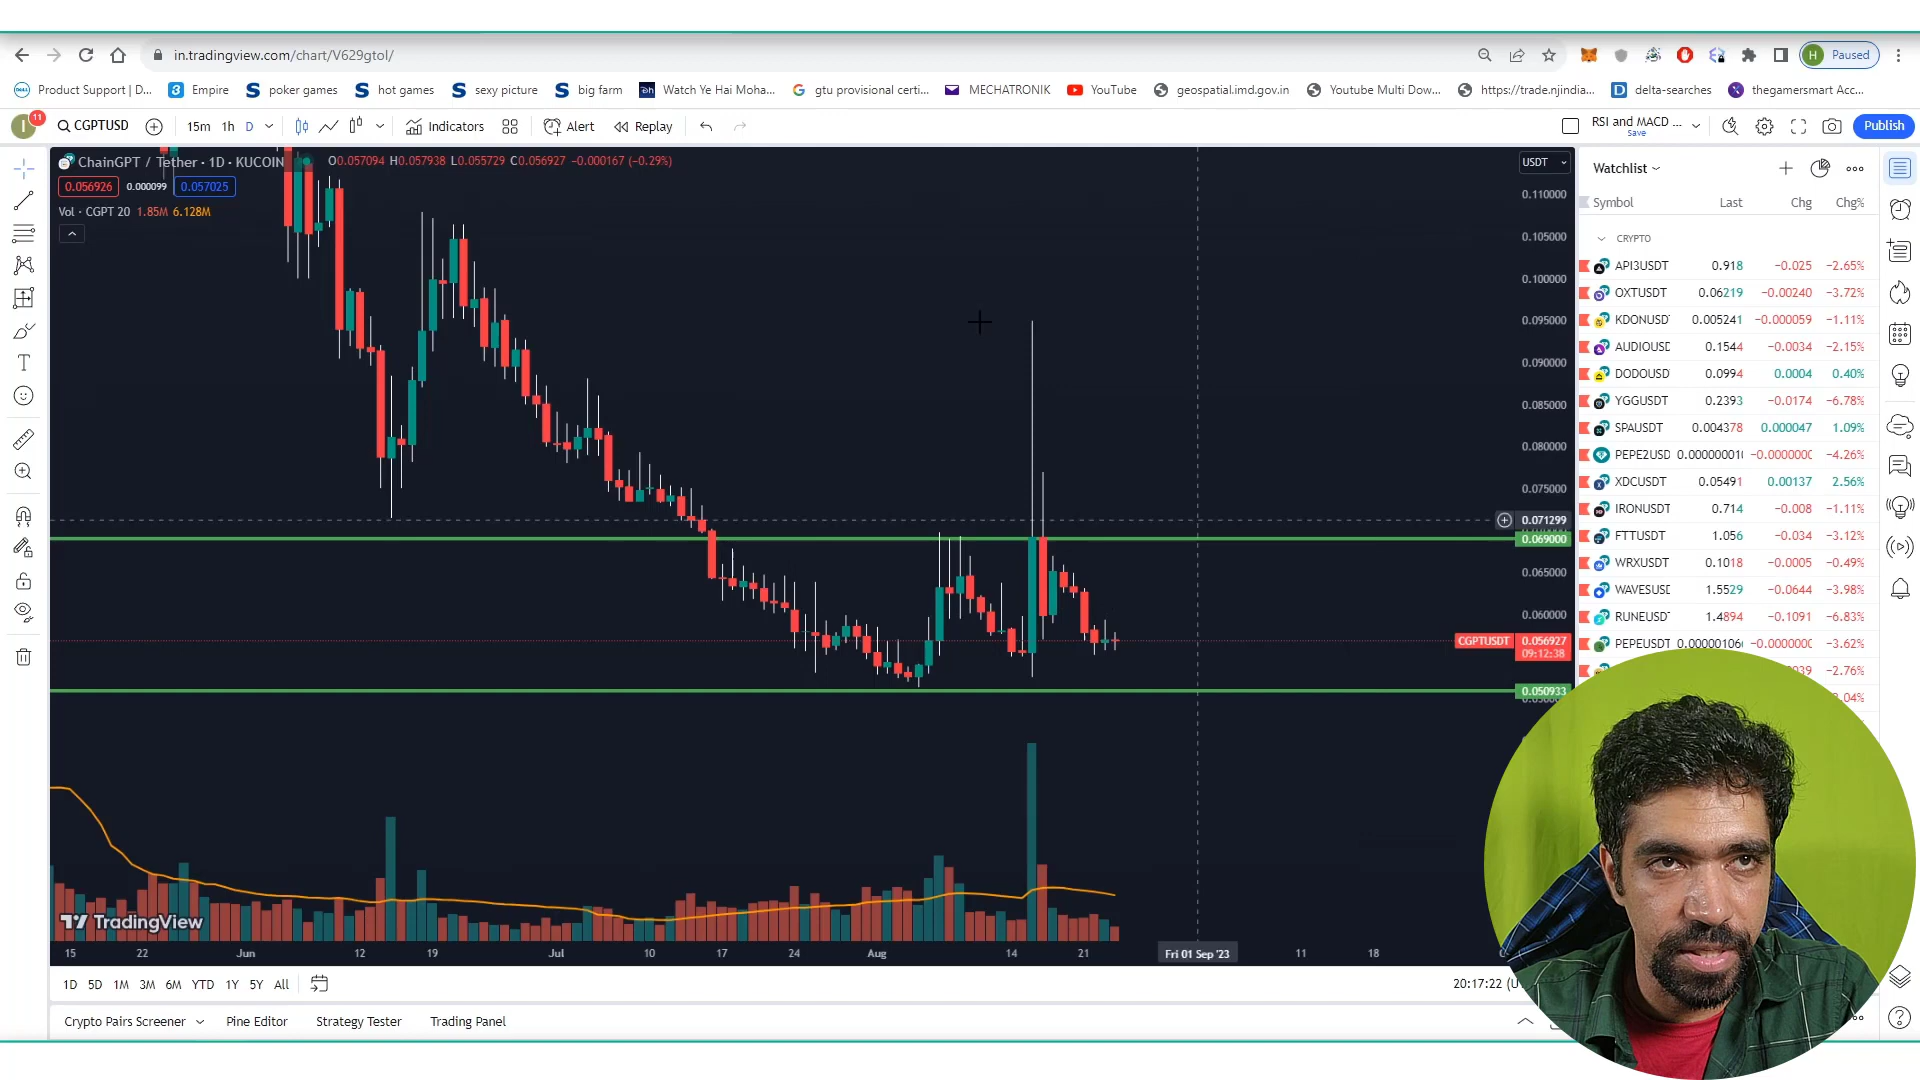 in.tradingview.com/chart/V629gtol/
H Paused
Product Support | D...
Empire
poker games
hot games
sexy picture
big farm
Watch Ye Hai Moha...
gtu provisional certi...
MECHATRONIK
YouTube
geospatial.imd.gov.in
Youtube Multi Dow...
https://trade.njindia...
delta-searches
thegamersmart Acc...
I 11
CGPTUSD
15m 1h D
Indicators
Alert
Replay
RSI and MACD ...
Save
Publish
ChainGPT / Tether · 1D · KUCOIN
O0.057094 H0.057938 L0.055729 C0.056927 −0.000167 (−0.29%)
0.056926 0.000099 0.057025
Vol · CGPT 20 1.85M 6.128M
USDT
0.110000
0.105000
0.100000
0.095000
0.090000
0.085000
0.080000
0.075000
0.071299
0.069000
0.065000
0.060000
CGPTUSDT 0.056927
09:12:38
0.050933
TradingView
15 22 Jun 12 19 Jul 10 17 24 Aug 14 21 Fri 01 Sep '23 11 18
1D 5D 1M 3M 6M YTD 1Y 5Y All
20:17:22 (U
Crypto Pairs Screener
Pine Editor
Strategy Tester
Trading Panel
Watchlist
Symbol Last Chg Chg%
CRYPTO
API3USDT 0.918 −0.025 −2.65%
OXTUSDT 0.06219 −0.00240 −3.72%
KDONUSD 0.005241 −0.000059 −1.11%
AUDIOUSD 0.1544 −0.0034 −2.15%
DODOUSD 0.0994 0.0004 0.40%
YGGUSDT 0.2393 −0.0174 −6.78%
SPAUSDT 0.004378 0.000047 1.09%
PEPE2USD 0.00000001 −0.0000000 −4.26%
XDCUSDT 0.05491 0.00137 2.56%
IRONUSDT 0.714 −0.008 −1.11%
FTTUSDT 1.056 −0.034 −3.12%
WRXUSDT 0.1018 −0.0005 −0.49%
WAVESUSD 1.5529 −0.0644 −3.98%
RUNEUSD 1.4894 −0.1091 −6.83%
PEPEUSDT 0.00000106 −0.0000000 −3.62%
−2.76%